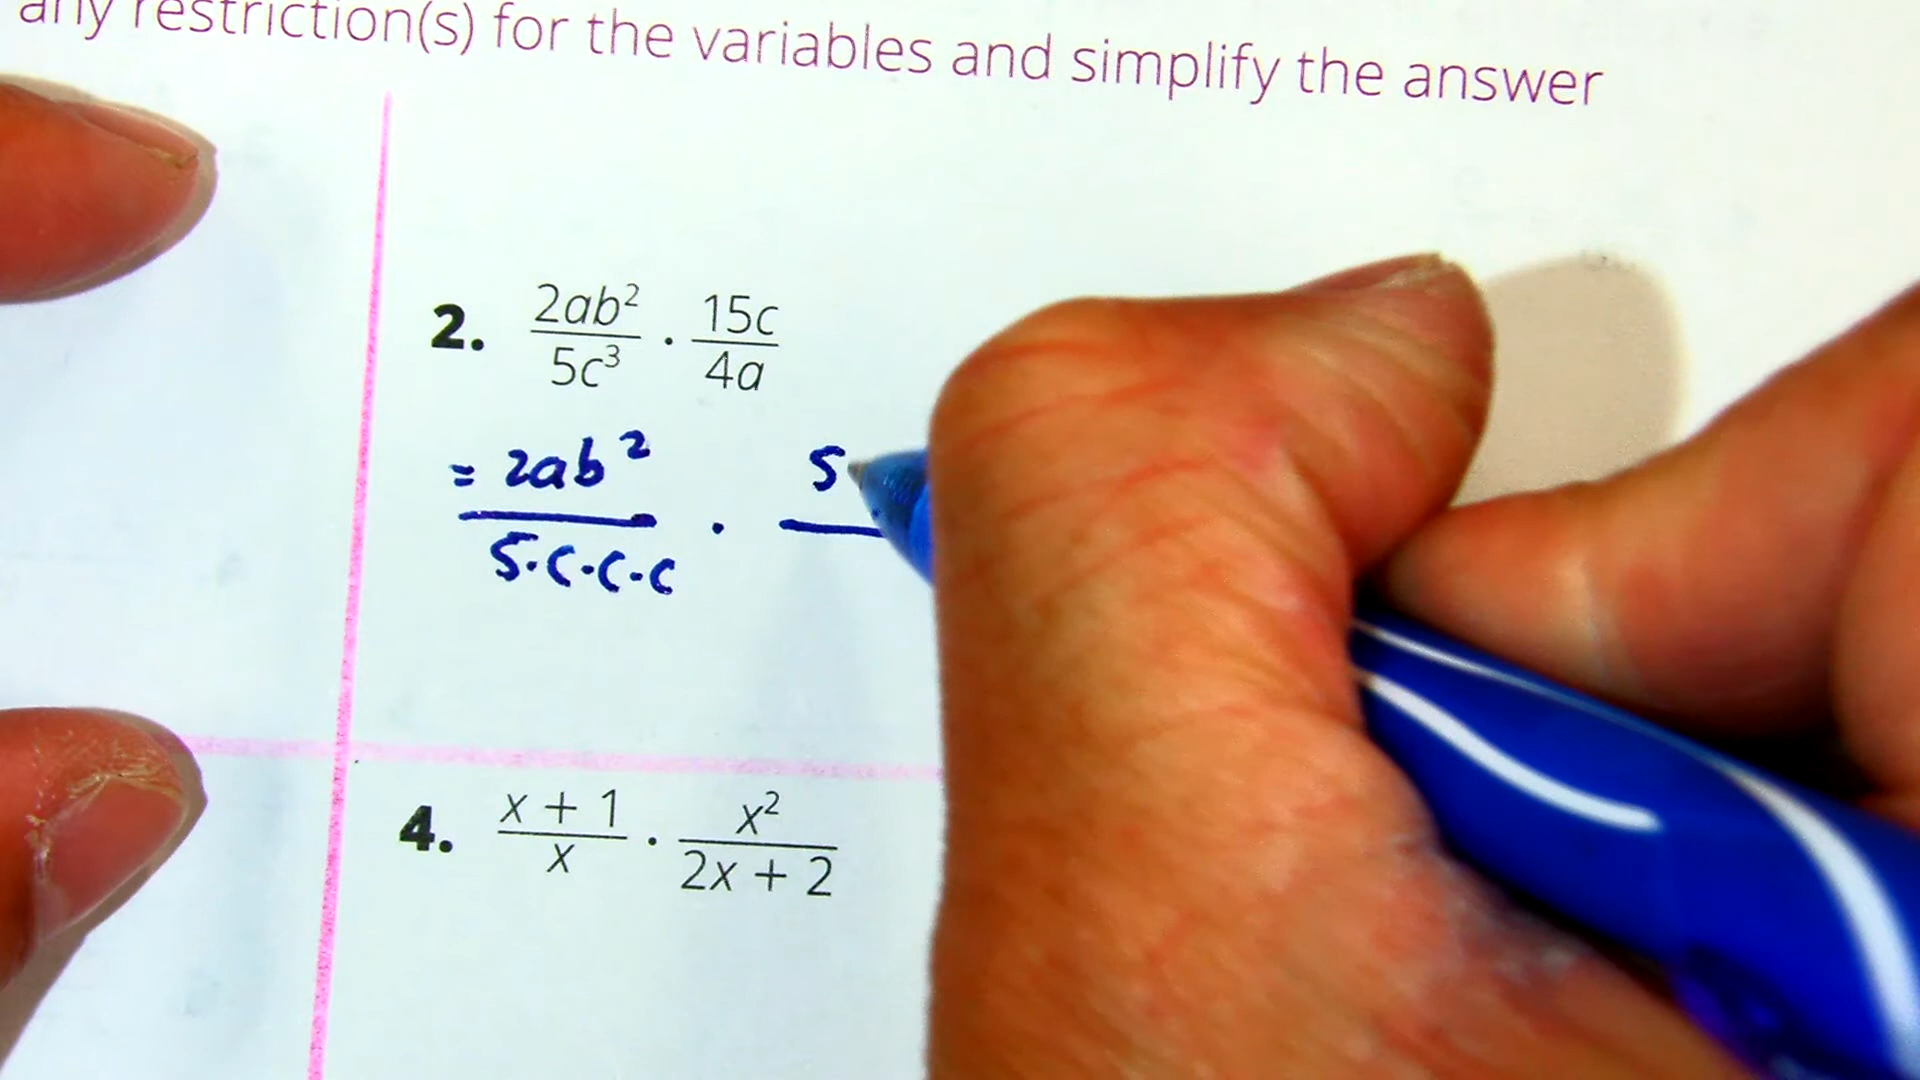 any restriction(s) for the variables and simplify the answer
2. 2ab²/5c³ · 15c/4a
= 2ab²/5·c·c·c · 5
4. x + 1/x · x²/2x + 2